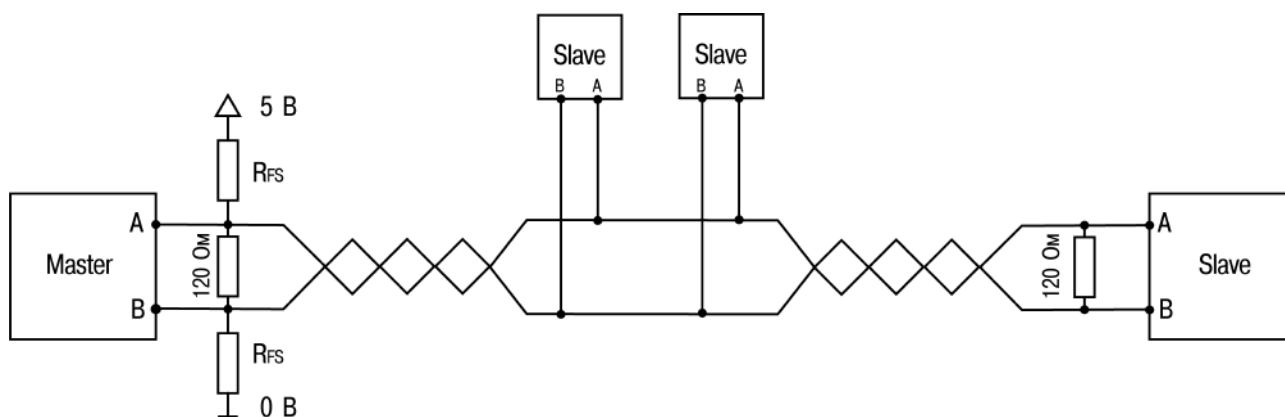 Slave
B A
Slave
B A
5 В
RFS
A
120 Ом
Master
B
RFS
0 В
A
120 Ом
Slave
B